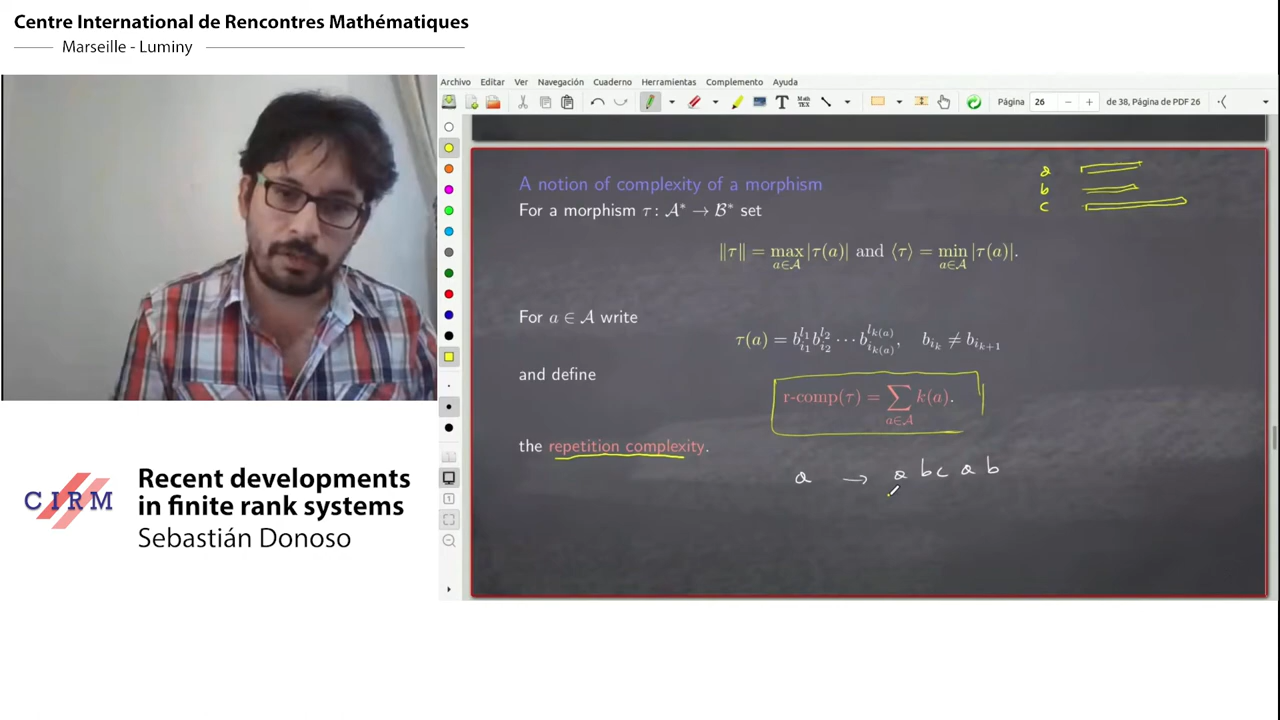 Centre International de Rencontres Mathématiques
Marseille - Luminy
Archivo Editar Ver Navegación Cuaderno Herramientas Complemento Ayuda
Página 26 de 38, Página de PDF 26
A notion of complexity of a morphism
For a morphism τ: 𝒜* → ℬ* set
‖τ‖ = max_{a∈𝒜} |τ(a)| and ⟨τ⟩ = min_{a∈𝒜} |τ(a)|.
For a ∈ 𝒜 write
τ(a) = b_{i_1}^{l_1} b_{i_2}^{l_2} ⋯ b_{i_{k(a)}}^{l_{k(a)}}, b_{i_k} ≠ b_{i_{k+1}}
and define
r-comp(τ) = ∑_{a∈𝒜} k(a).
the repetition complexity.
a → a b c a b
a
b
c
CIRM
Recent developments
in finite rank systems
Sebastián Donoso